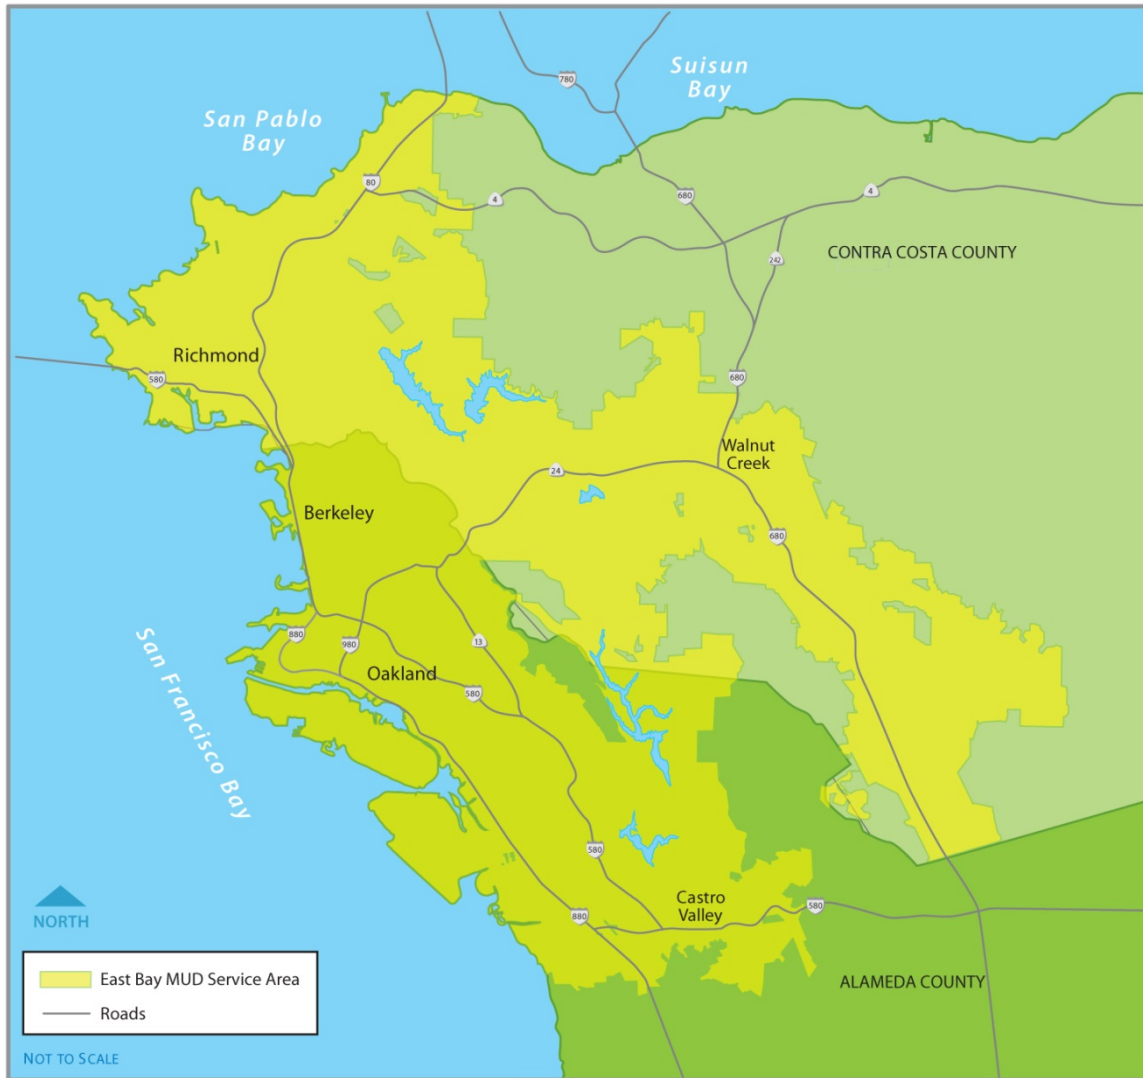 Suisun
Bay
780
San Pablo
Bay
80
680
4
4
CONTRA COSTA COUNTY
242
Richmond
580
680
Walnut
Creek
24
Berkeley
680
880
980
13
Oakland
580
San Francisco Bay
580
Castro
Valley
880
580
NORTH
East Bay MUD Service Area
ALAMEDA COUNTY
Roads
NOT TO SCALE